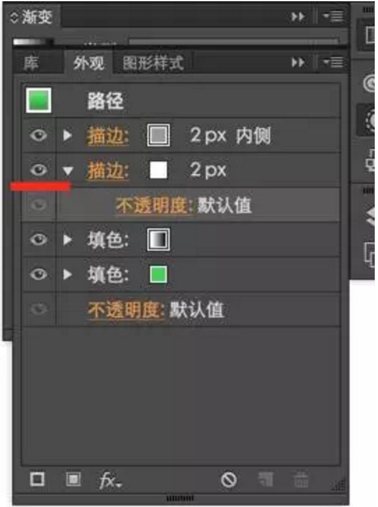 渐变
库 外观 图形样式
路径
描边: 2 px 内侧
描边: 2 px
不透明度: 默认值
填色:
填色:
不透明度: 默认值
fx.